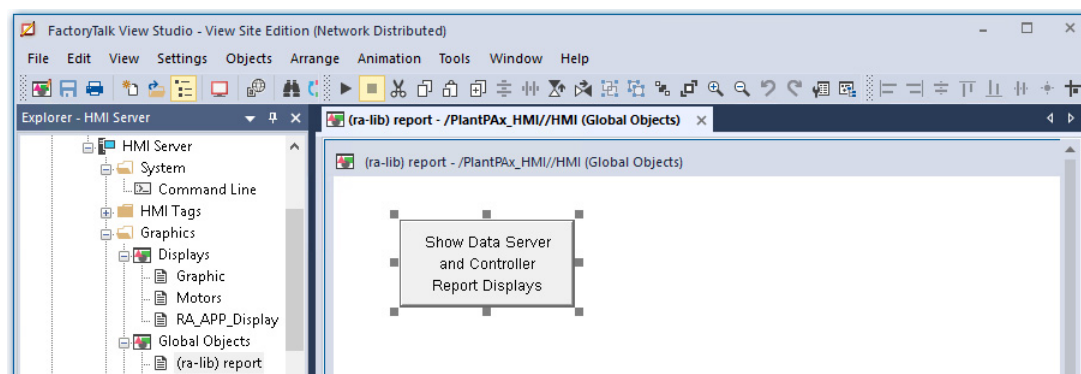 FactoryTalk View Studio - View Site Edition (Network Distributed)
File Edit View Settings Objects Arrange Animation Tools Window Help
Explorer - HMI Server
(ra-lib) report - /PlantPAx_HMI//HMI (Global Objects)
HMI Server
System
Command Line
HMI Tags
Graphics
Displays
Graphic
Motors
RA_APP_Display
Global Objects
(ra-lib) report
(ra-lib) report - /PlantPAx_HMI//HMI (Global Objects)
Show Data Server
and Controller
Report Displays